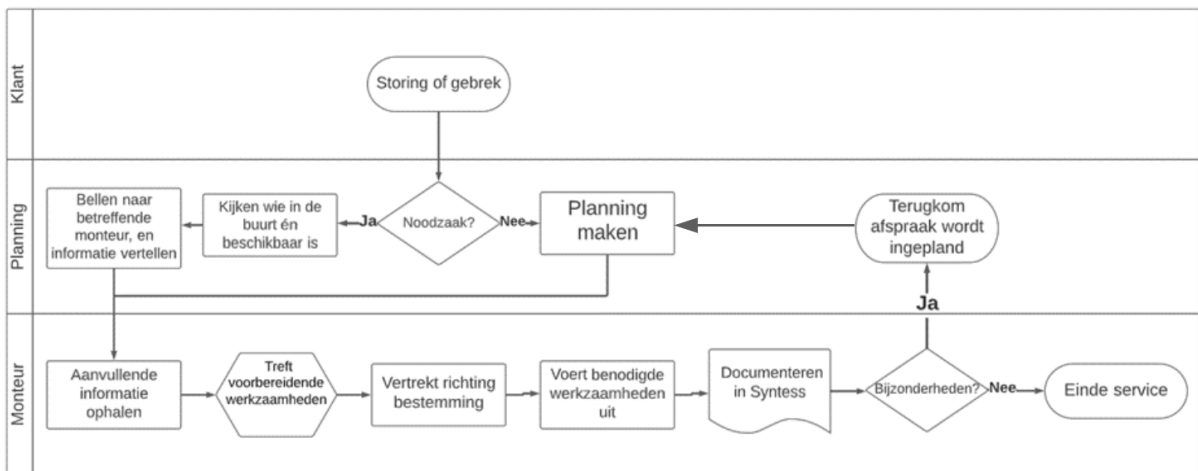 Klant
Storing of gebrek
Planning
Bellen naar
betreffende
monteur, en
informatie vertellen
Kijken wie in de
buurt én
beschikbaar is
Ja
Noodzaak?
Nee
Planning
maken
Terugkom
afspraak wordt
ingepland
Ja
Monteur
Aanvullende
informatie
ophalen
Treft
voorbereidende
werkzaamheden
Vertrekt richting
bestemming
Voert benodigde
werkzaamheden
uit
Documenteren
in Syntess
Bijzonderheden?
Nee
Einde service